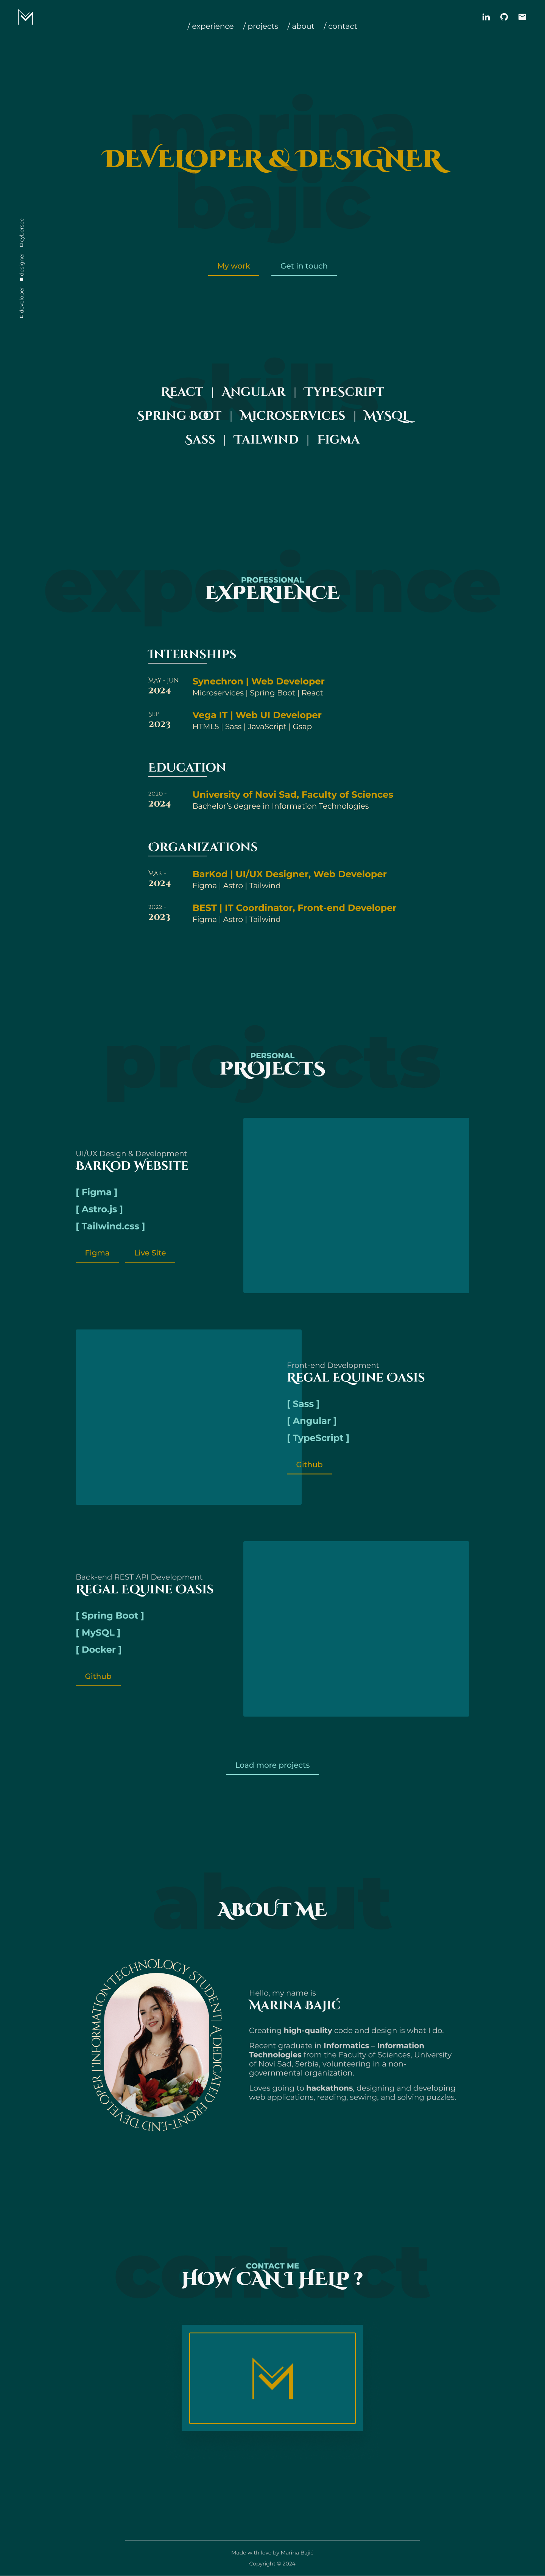 / experience / projects / about / contact
marina
DEVELOPER & DESIGNER
bajić
developer designer cybersec
My work Get in touch
skills
REACT | ANGULAR | TYPESCRIPT
SPRING BOOT | MICROSERVICES | MYSQL
SASS | TAILWIND | FIGMA
experience
PROFESSIONAL
EXPERIENCE
INTERNSHIPS
MAY - JUN
2024
Synechron | Web Developer
Microservices | Spring Boot | React
SEP
2023
Vega IT | Web UI Developer
HTML5 | Sass | JavaScript | Gsap
EDUCATION
2020 -
2024
University of Novi Sad, Faculty of Sciences
Bachelor's degree in Information Technologies
ORGANIZATIONS
MAR -
2024
BarKod | UI/UX Designer, Web Developer
Figma | Astro | Tailwind
2022 -
2023
BEST | IT Coordinator, Front-end Developer
Figma | Astro | Tailwind
projects
PERSONAL
PROJECTS
UI/UX Design & Development
BARKOD WEBSITE
[ Figma ]
[ Astro.js ]
[ Tailwind.css ]
Figma Live Site
Front-end Development
REGAL EQUINE OASIS
[ Sass ]
[ Angular ]
[ TypeScript ]
Github
Back-end REST API Development
REGAL EQUINE OASIS
[ Spring Boot ]
[ MySQL ]
[ Docker ]
Github
Load more projects
about
ABOUT ME
INFORMATION TECHNOLOGY STUDENT | A DEDICATED FRONT-END DEVELOPER |
Hello, my name is
MARINA BAJIĆ
Creating high-quality code and design is what I do.
Recent graduate in Informatics – Information
Technologies from the Faculty of Sciences, University
of Novi Sad, Serbia, volunteering in a non-
governmental organization.
Loves going to hackathons, designing and developing
web applications, reading, sewing, and solving puzzles.
contact
CONTACT ME
HOW CAN I HELP ?
Made with love by Marina Bajić
Copyright © 2024